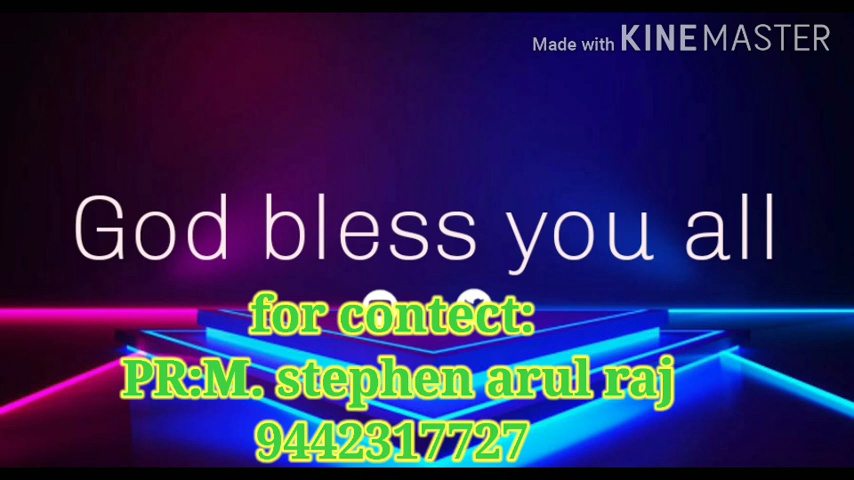 Made with KINEMASTER
God bless you all
for contect:
PR:M. stephen arul raj
9442317727